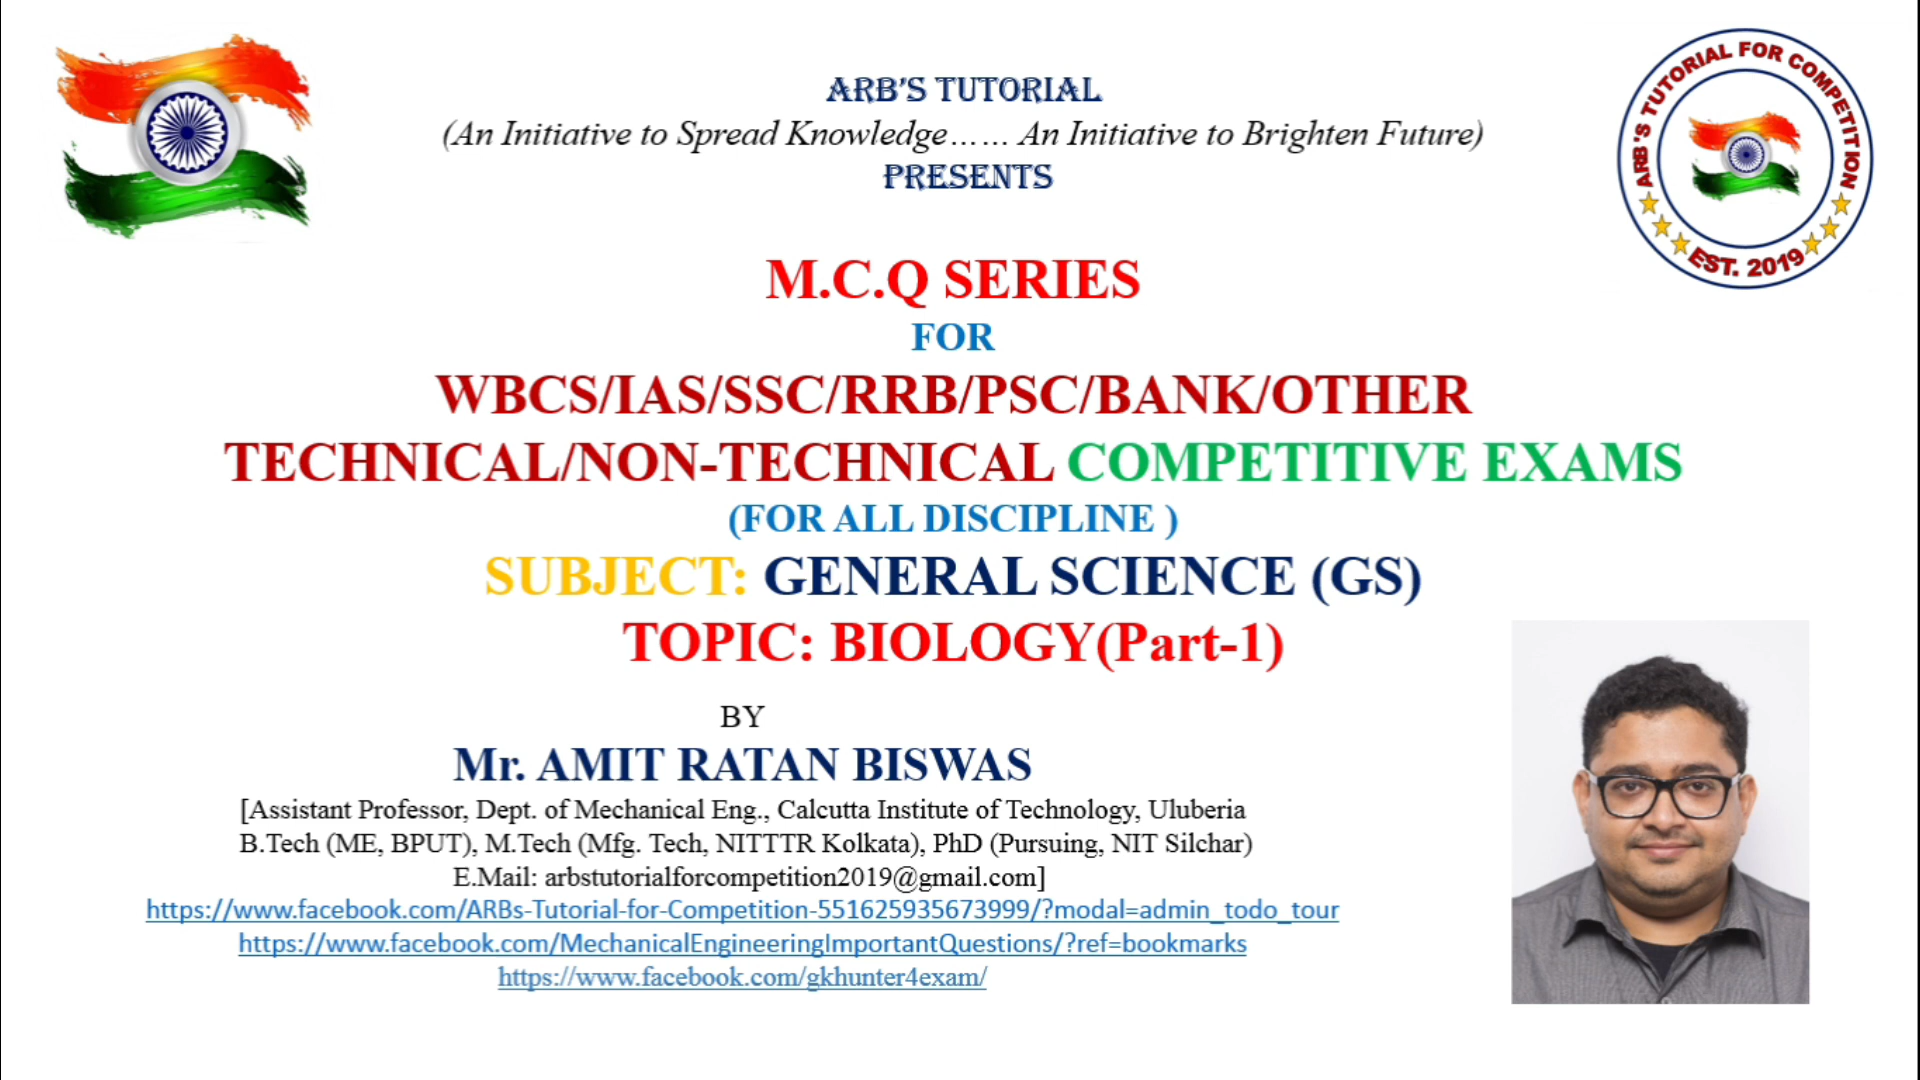 ARB'S TUTORIAL
(An Initiative to Spread Knowledge…… An Initiative to Brighten Future)
PRESENTS
ARB 'S TUTORIAL FOR COMPETITION
EST. 2019
M.C.Q SERIES
FOR
WBCS/IAS/SSC/RRB/PSC/BANK/OTHER
TECHNICAL/NON-TECHNICAL COMPETITIVE EXAMS
(FOR ALL DISCIPLINE )
SUBJECT: GENERAL SCIENCE (GS)
TOPIC: BIOLOGY(Part-1)
BY
Mr. AMIT RATAN BISWAS
[Assistant Professor, Dept. of Mechanical Eng., Calcutta Institute of Technology, Uluberia
B.Tech (ME, BPUT), M.Tech (Mfg. Tech, NITTTR Kolkata), PhD (Pursuing, NIT Silchar)
E.Mail: arbstutorialforcompetition2019@gmail.com]
https://www.facebook.com/ARBs-Tutorial-for-Competition-551625935673999/?modal=admin_todo_tour
https://www.facebook.com/MechanicalEngineeringImportantQuestions/?ref=bookmarks
https://www.facebook.com/gkhunter4exam/